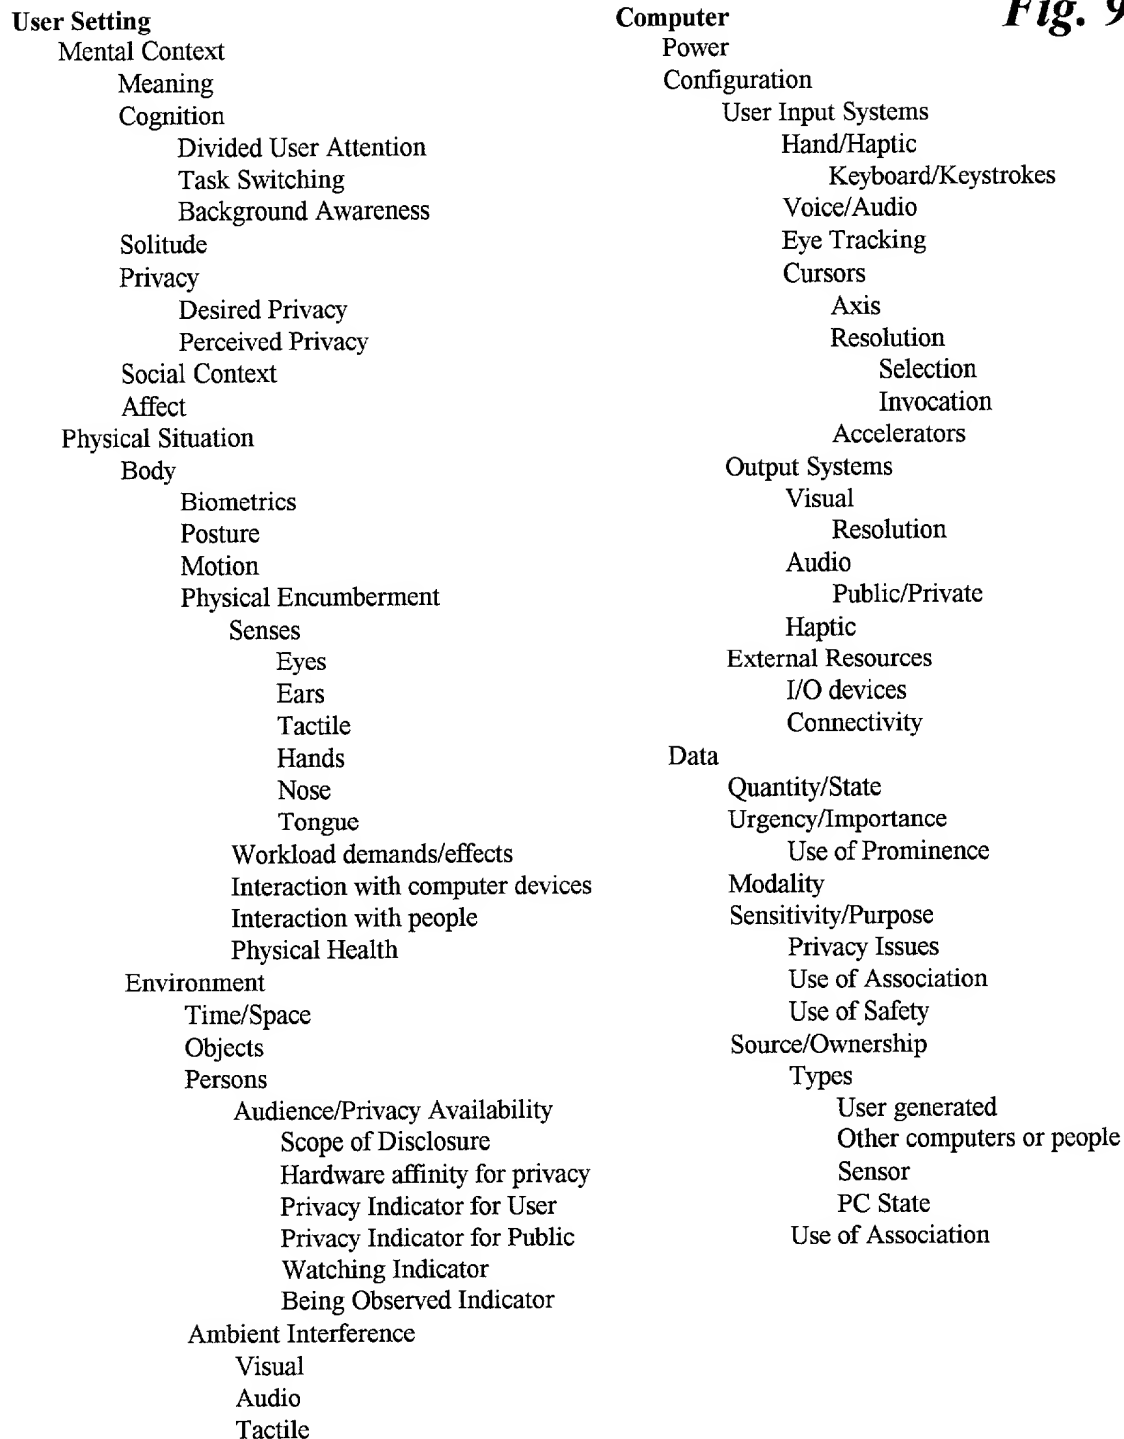 Fig. 9
User Setting
Mental Context
Meaning
Cognition
Divided User Attention
Task Switching
Background Awareness
Solitude
Privacy
Desired Privacy
Perceived Privacy
Social Context
Affect
Physical Situation
Body
Biometrics
Posture
Motion
Physical Encumberment
Senses
Eyes
Ears
Tactile
Hands
Nose
Tongue
Workload demands/effects
Interaction with computer devices
Interaction with people
Physical Health
Environment
Time/Space
Objects
Persons
Audience/Privacy Availability
Scope of Disclosure
Hardware affinity for privacy
Privacy Indicator for User
Privacy Indicator for Public
Watching Indicator
Being Observed Indicator
Ambient Interference
Visual
Audio
Tactile
Computer
Power
Configuration
User Input Systems
Hand/Haptic
Keyboard/Keystrokes
Voice/Audio
Eye Tracking
Cursors
Axis
Resolution
Selection
Invocation
Accelerators
Output Systems
Visual
Resolution
Audio
Public/Private
Haptic
External Resources
I/O devices
Connectivity
Data
Quantity/State
Urgency/Importance
Use of Prominence
Modality
Sensitivity/Purpose
Privacy Issues
Use of Association
Use of Safety
Source/Ownership
Types
User generated
Other computers or people
Sensor
PC State
Use of Association